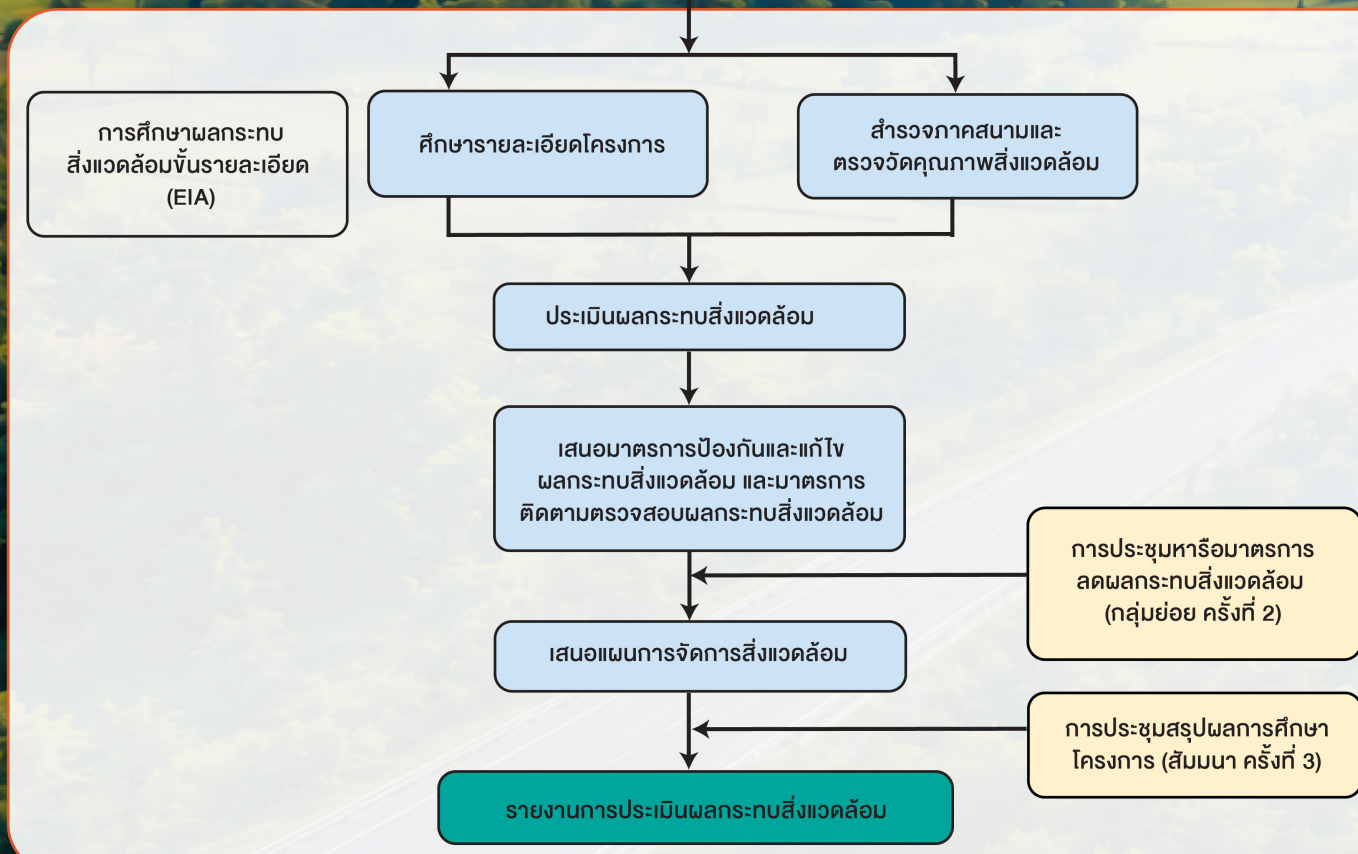 การศึกษาผลกระทบ
สิ่งแวดล้อมขั้นรายละเอียด
(EIA)
ศึกษารายละเอียดโครงการ
สำรวจภาคสนามและ
ตรวจวัดคุณภาพสิ่งแวดล้อม
ประเมินผลกระทบสิ่งแวดล้อม
เสนอมาตรการป้องกันและแก้ไข
ผลกระทบสิ่งแวดล้อม และมาตรการ
ติดตามตรวจสอบผลกระทบสิ่งแวดล้อม
การประชุมหารือมาตรการ
ลดผลกระทบสิ่งแวดล้อม
(กลุ่มย่อย ครั้งที่ 2)
เสนอแผนการจัดการสิ่งแวดล้อม
การประชุมสรุปผลการศึกษา
โครงการ (สัมมนา ครั้งที่ 3)
รายงานการประเมินผลกระทบสิ่งแวดล้อม